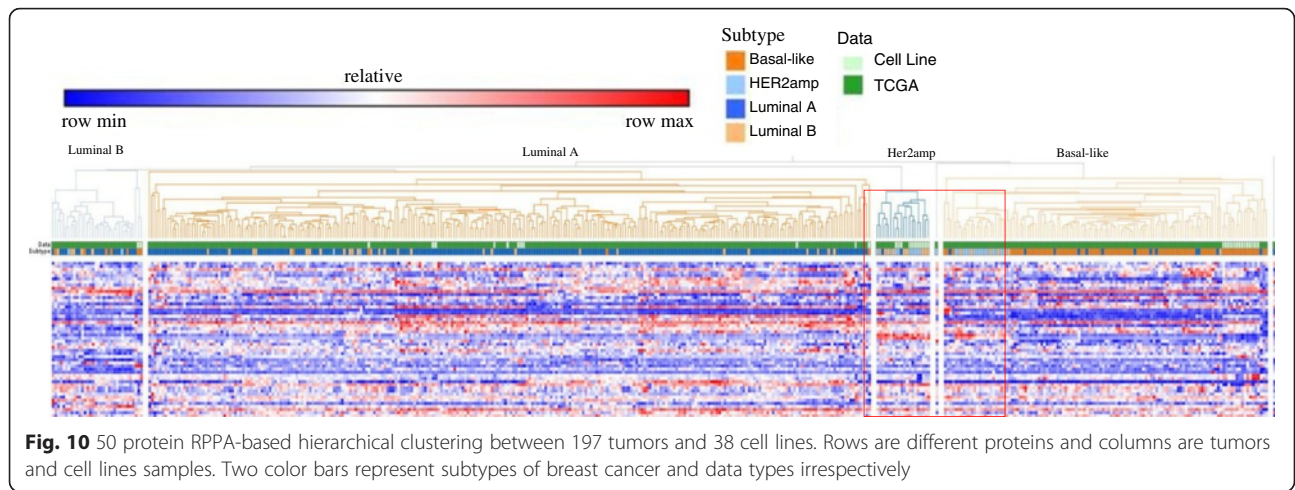 Subtype
Basal-like
HER2amp
Luminal A
Luminal B
Data
Cell Line
TCGA
relative
row min
row max
Luminal B
Luminal A
Her2amp
Basal-like
Data
Subtype
Fig. 10 50 protein RPPA-based hierarchical clustering between 197 tumors and 38 cell lines. Rows are different proteins and columns are tumors
and cell lines samples. Two color bars represent subtypes of breast cancer and data types irrespectively